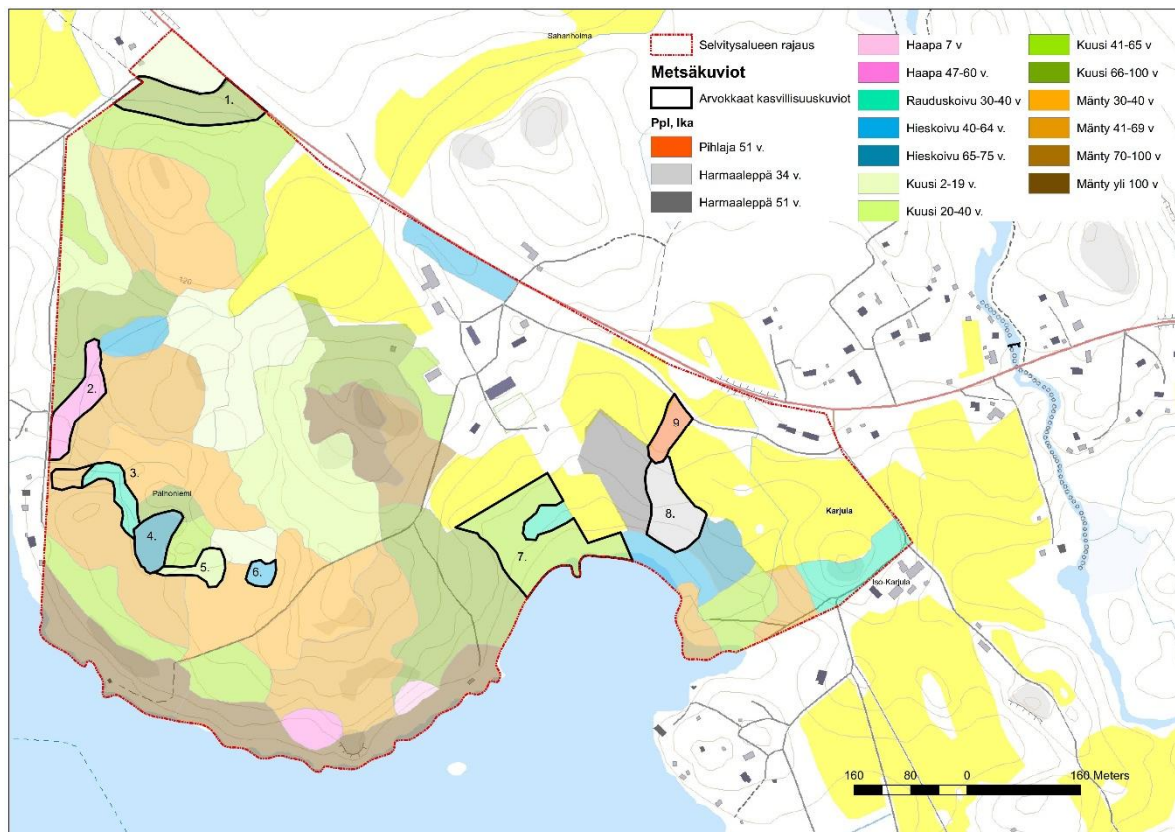 Sahanholma
Selvitysalueen rajaus
Metsäkuviot
Arvokkaat kasvillisuuskuviot
Ppl, Ika
Pihlaja 51 v.
Harmaaleppä 34 v.
Harmaaleppä 51 v.
Haapa 7 v
Haapa 47-60 v.
Rauduskoivu 30-40 v
Hieskoivu 40-64 v.
Hieskoivu 65-75 v.
Kuusi 2-19 v.
Kuusi 20-40 v.
Kuusi 41-65 v
Kuusi 66-100 v
Mänty 30-40 v
Mänty 41-69 v
Mänty 70-100 v
Mänty yli 100 v
1.
120
2.
3.
Palhoniemi
4.
5.
6.
7.
8.
9
Karjula
Iso-Karjula
160 80 0 160 Meters